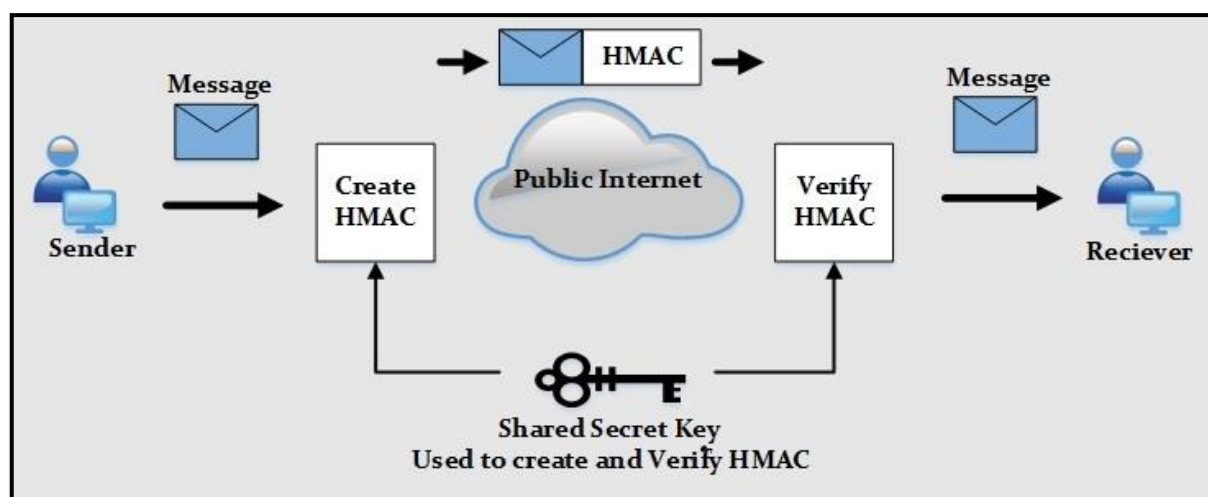 HMAC
Message
Message
Create
HMAC
Public Internet
Verify
HMAC
Sender
Reciever
Shared Secret Key
Used to create and Verify HMAC